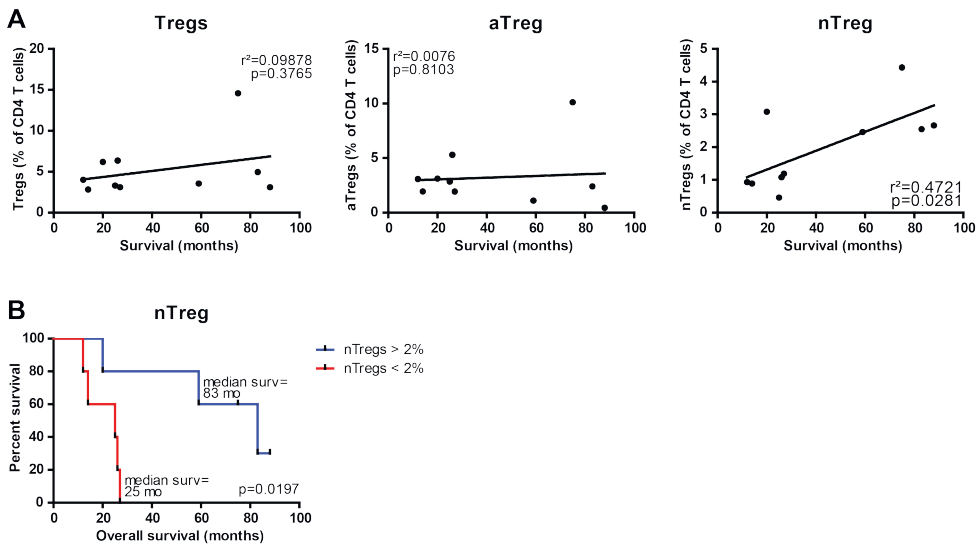 A
Tregs
Tregs (% of CD4 T cells)
20
15
10
5
0
r²=0.09878
p=0.3765
0 20 40 60 80 100
Survival (months)
aTreg
aTregs (% of CD4 T cells)
15
10
5
0
r²=0.0076
p=0.8103
0 20 40 60 80 100
Survival (months)
nTreg
nTregs (% of CD4 T cells)
5
4
3
2
1
0
r²=0.4721
p=0.0281
0 20 40 60 80 100
Survival (months)
B
nTreg
Percent survival
100
80
60
40
20
0
median surv=
83 mo
median surv=
25 mo
p=0.0197
0 20 40 60 80 100
Overall survival (months)
nTregs > 2%
nTregs < 2%